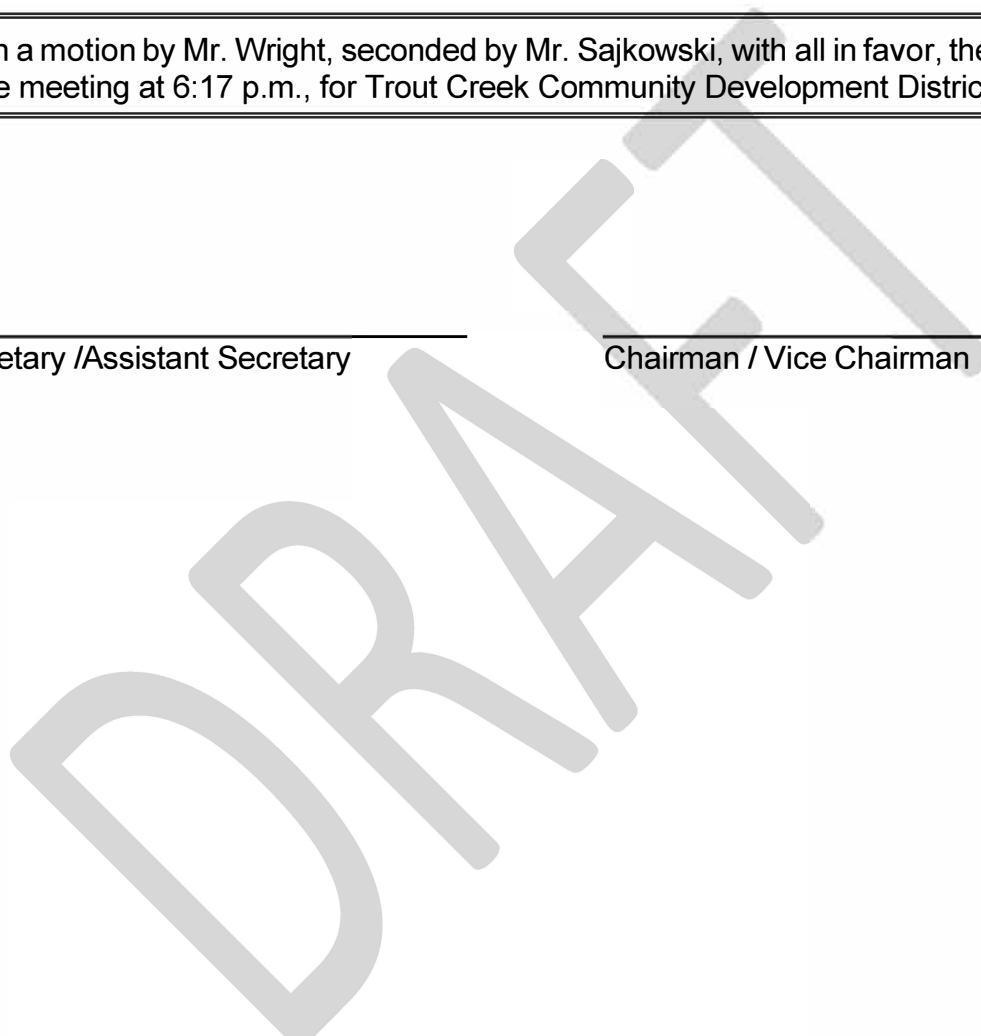 n a motion by Mr. Wright, seconded by Mr. Sajkowski, with all in favor, the
e meeting at 6:17 p.m., for Trout Creek Community Development Distric
etary /Assistant Secretary
Chairman / Vice Chairman
DRAFT